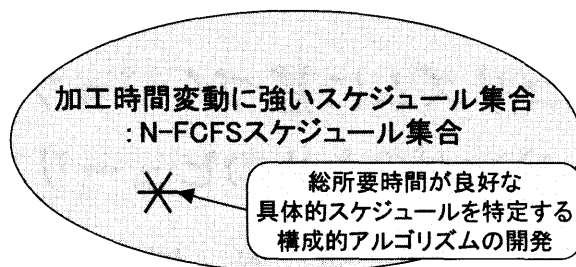 加工時間変動に強いスケジュール集合
：N-FCFSスケジュール集合
総所要時間が良好な
具体的スケジュールを特定する
構成的アルゴリズムの開発